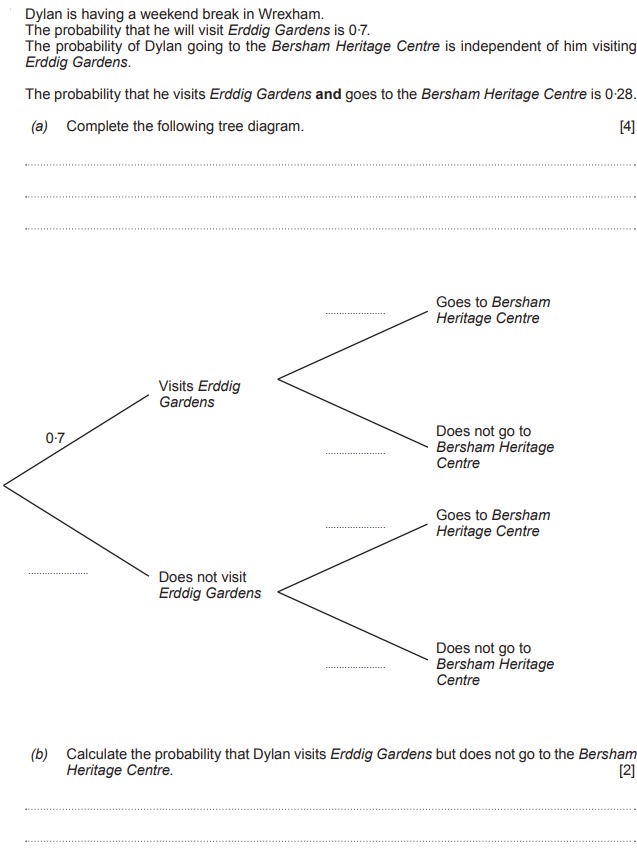 Dylan is having a weekend break in Wrexham.
The probability that he will visit Erddig Gardens is 0·7.
The probability of Dylan going to the Bersham Heritage Centre is independent of him visiting
Erddig Gardens.
The probability that he visits Erddig Gardens and goes to the Bersham Heritage Centre is 0·28.
(a) Complete the following tree diagram. [4]
Goes to Bersham
Heritage Centre
Visits Erddig
Gardens
0·7
Does not go to
Bersham Heritage
Centre
Goes to Bersham
Heritage Centre
Does not visit
Erddig Gardens
Does not go to
Bersham Heritage
Centre
(b) Calculate the probability that Dylan visits Erddig Gardens but does not go to the Bersham
Heritage Centre. [2]